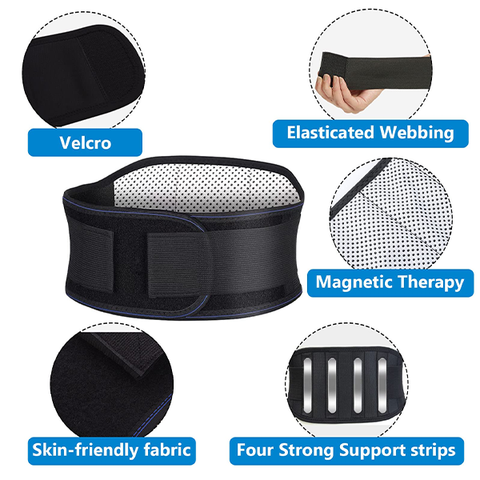 Velcro
Elasticated Webbing
Magnetic Therapy
Skin-friendly fabric
Four Strong Support strips